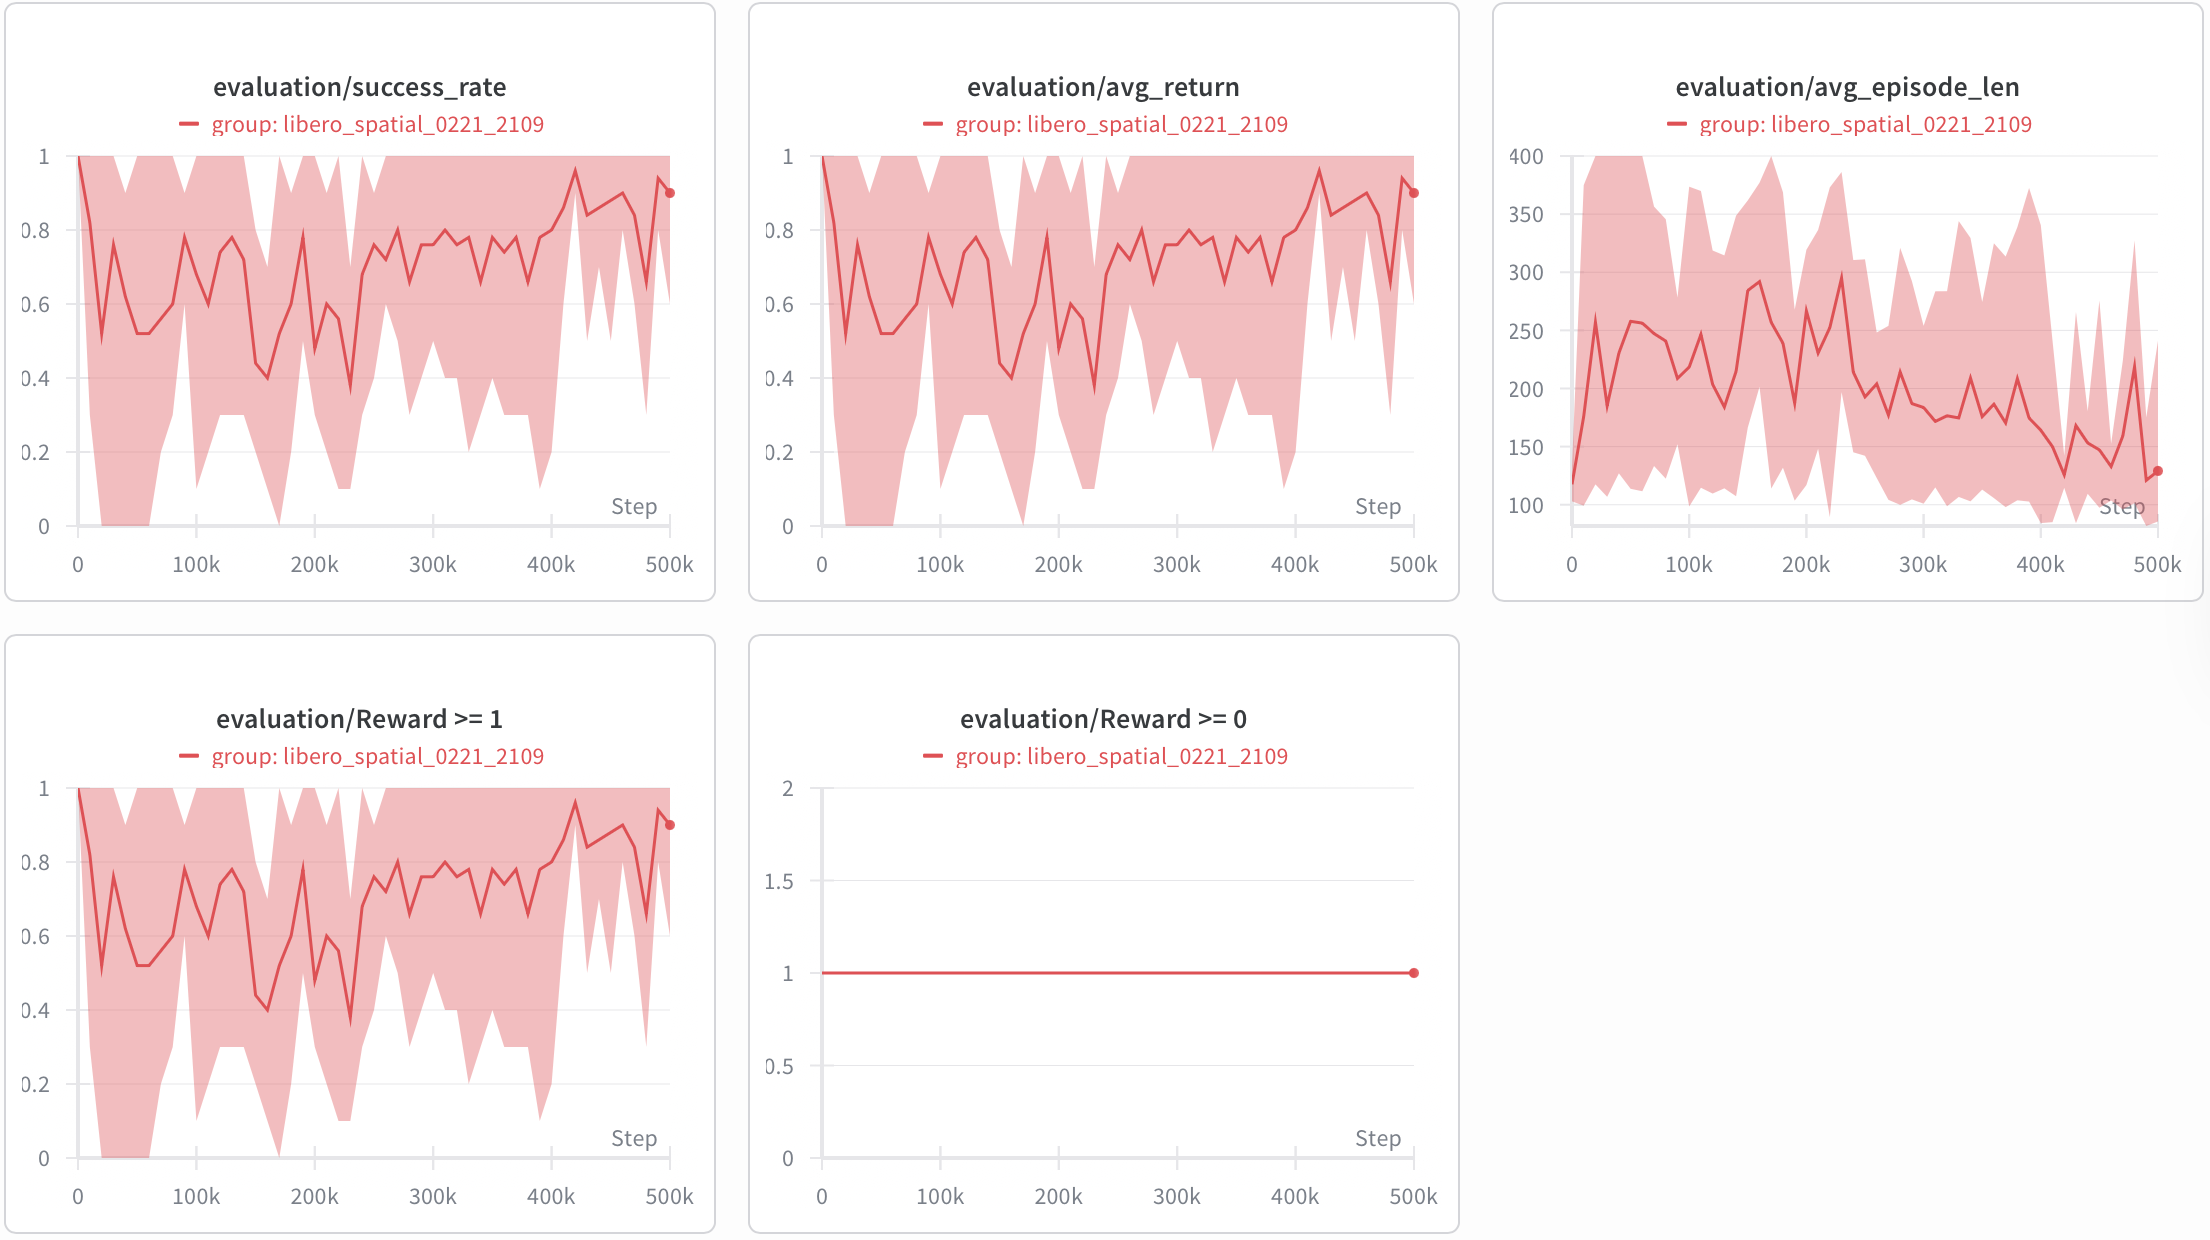 evaluation/success_rate
group: libero_spatial_0221_2109
1
0.8
0.6
0.4
0.2
0
Step
0 100k 200k 300k 400k 500k
evaluation/avg_return
group: libero_spatial_0221_2109
1
0.8
0.6
0.4
0.2
0
Step
0 100k 200k 300k 400k 500k
evaluation/avg_episode_len
group: libero_spatial_0221_2109
400
350
300
250
200
150
100
Step
0 100k 200k 300k 400k 500k
evaluation/Reward >= 1
group: libero_spatial_0221_2109
1
0.8
0.6
0.4
0.2
0
Step
0 100k 200k 300k 400k 500k
evaluation/Reward >= 0
group: libero_spatial_0221_2109
2
1.5
1
0.5
0
Step
0 100k 200k 300k 400k 500k